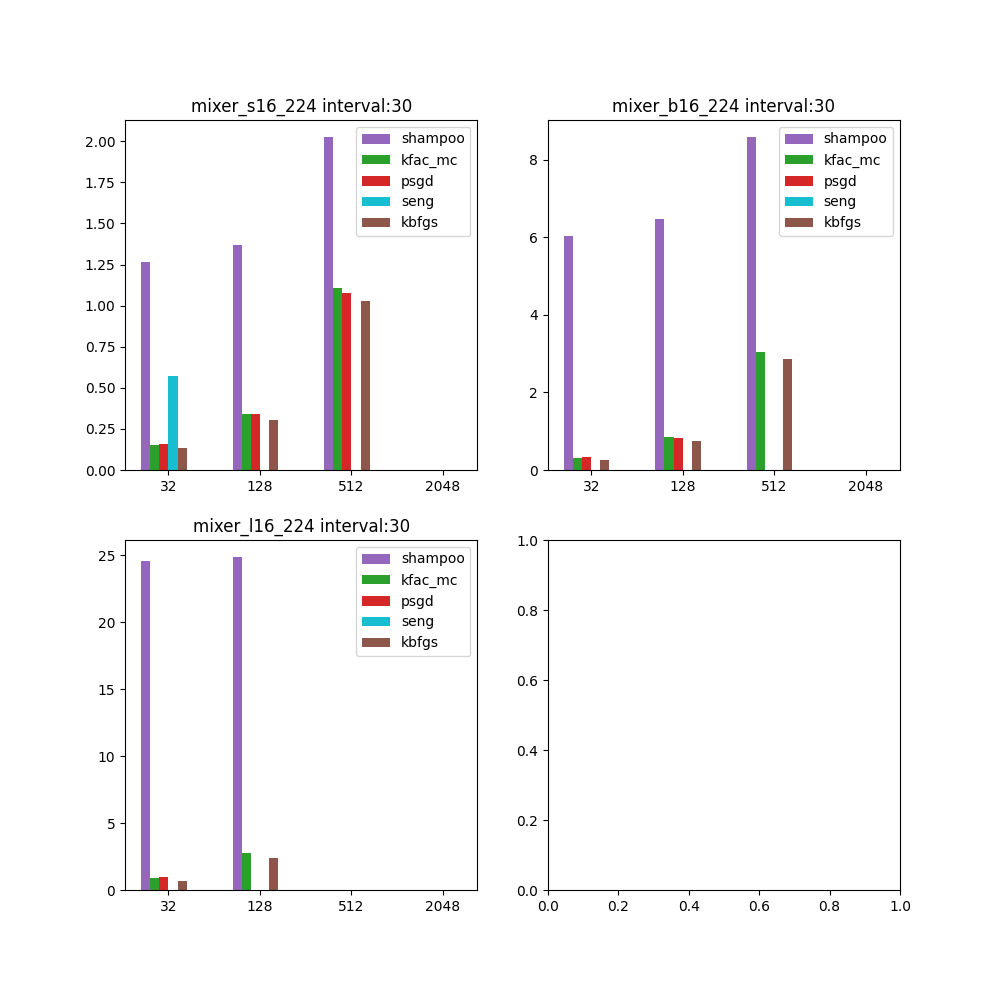 mixer_s16_224 interval:30
2.00
1.75
1.50
1.25
1.00
0.75
0.50
0.25
0.00
32
128
512
2048
shampoo
kfac_mc
psgd
seng
kbfgs
mixer_b16_224 interval:30
8
6
4
2
0
32
128
512
2048
shampoo
kfac_mc
psgd
seng
kbfgs
mixer_l16_224 interval:30
25
20
15
10
5
0
32
128
512
2048
shampoo
kfac_mc
psgd
seng
kbfgs
1.0
0.8
0.6
0.4
0.2
0.0
0.0
0.2
0.4
0.6
0.8
1.0